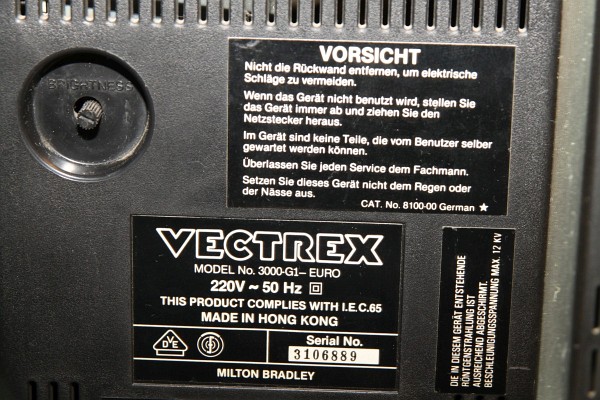 BRIGHTNESS
VORSICHT
Nicht die Rückwand entfernen, um elektrische
Schläge zu vermeiden.
Wenn das Gerät nicht benutzt wird, stellen Sie
das Gerät immer ab und ziehen Sie den
Netzstecker heraus.
Im Gerät sind keine Teile, die vom Benutzer selber
gewartet werden können.
Überlassen Sie jeden Service dem Fachmann.
Setzen Sie dieses Gerät nicht dem Regen oder
der Nässe aus.
CAT. No. 8100-00 German ★
VECTREX
MODEL No. 3000-G1– EURO
220V ~ 50 Hz
THIS PRODUCT COMPLIES WITH I.E.C.65
MADE IN HONG KONG
DVE
Serial No.
3106889
MILTON BRADLEY
DIE IN DIESEM GERÄT ENTSTEHENDE
RÖNTGENSTRAHLUNG IST
AUSREICHEND ABGESCHIRMT.
BESCHLEUNIGUNGSSPANNUNG MAX. 12 KV